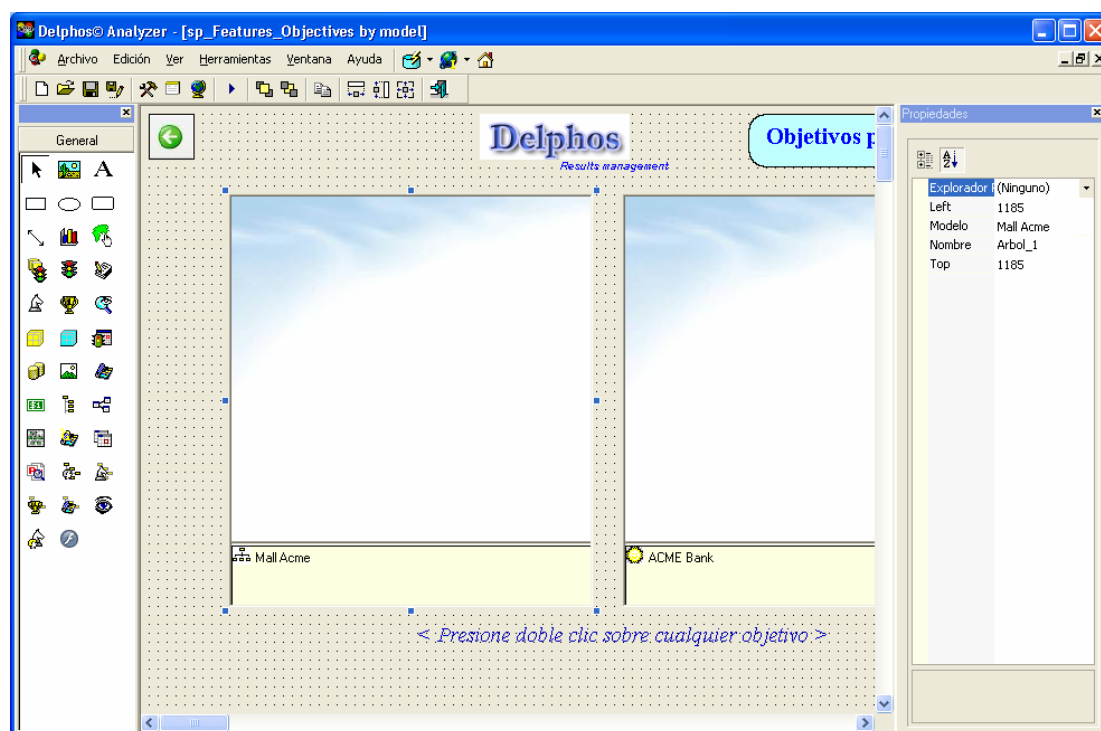 Delphos© Analyzer - [sp_Features_Objectives by model]
Archivo Edición Ver Herramientas Ventana Ayuda
General
A
Delphos
Results management
Objetivos p
Mall Acme
ACME Bank
< Presione doble clic sobre cualquier objetivo >
Propiedades
Explorador (Ninguno)
Left 1185
Modelo Mall Acme
Nombre Arbol_1
Top 1185